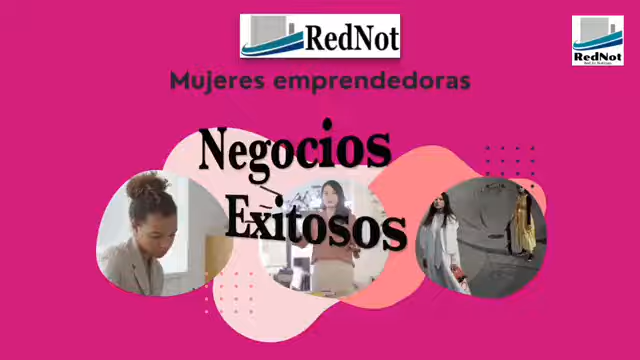 RedNot
RedNot
Mujeres emprendedoras
Negocios
Exitosos